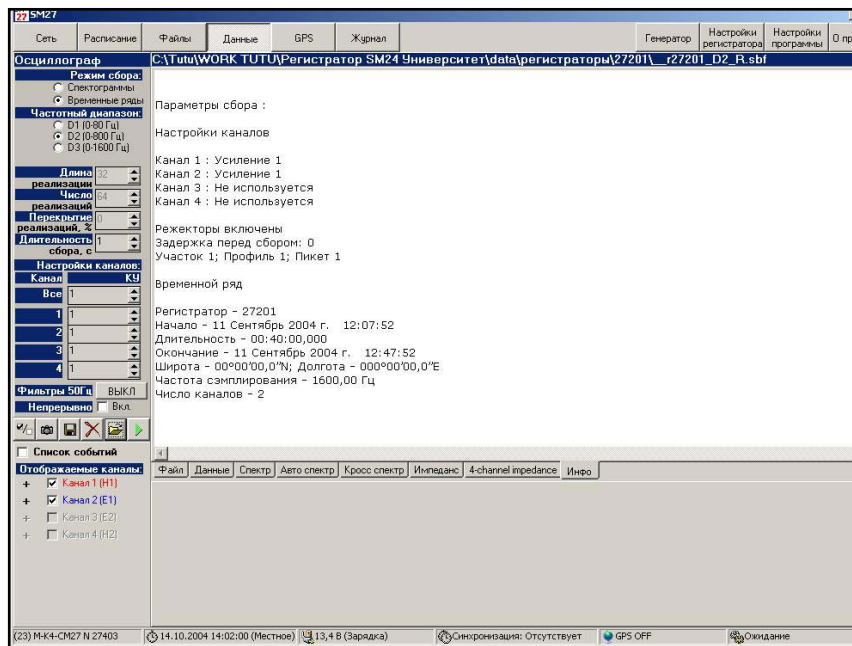 27 SM27
Сеть Расписание Файлы Данные GPS Журнал Генератор Настройки регистратора Настройки программы О пр
Осциллограф C:\Tutu\WORK TUTU\Регистратор SM24 Университет\data\регистраторы\27201\__r27201_D2_R.sbf
Режим сбора:
Спектограммы
Временные ряды
Частотный диапазон:
D1 (0-80 Гц)
D2 (0-800 Гц)
D3 (0-1600 Гц)
Длина реализации 32
Число реализаций 64
Перекрытие реализаций, % 0
Длительность сбора, с 1
Настройки каналов:
Канал КУ
Все 1
1 1
2 1
3 1
4 1
Фильтры 50Гц ВЫКЛ
Непрерывно Вкл.
Список событий
Отображаемые каналы:
+ Канал 1 (H1)
+ Канал 2 (E1)
+ Канал 3 (E2)
+ Канал 4 (H2)
Параметры сбора :
Настройки каналов
Канал 1 : Усиление 1
Канал 2 : Усиление 1
Канал 3 : Не используется
Канал 4 : Не используется
Режекторы включены
Задержка перед сбором: 0
Участок 1; Профиль 1; Пикет 1
Временной ряд
Регистратор - 27201
Начало - 11 Сентябрь 2004 г. 12:07:52
Длительность - 00:40:00,000
Окончание - 11 Сентябрь 2004 г. 12:47:52
Широта - 00º00'00,0"N; Долгота - 000º00'00,0"E
Частота сэмплирования - 1600,00 Гц
Число каналов - 2
Файл Данные Спектр Авто спектр Кросс спектр Импеданс 4-channel impedance Инфо
(23) М-К4-СМ27 N 27403 14.10.2004 14:02:00 (Местное) 13,4 В (Зарядка) Синхронизация: Отсутствует GPS OFF Ожидание